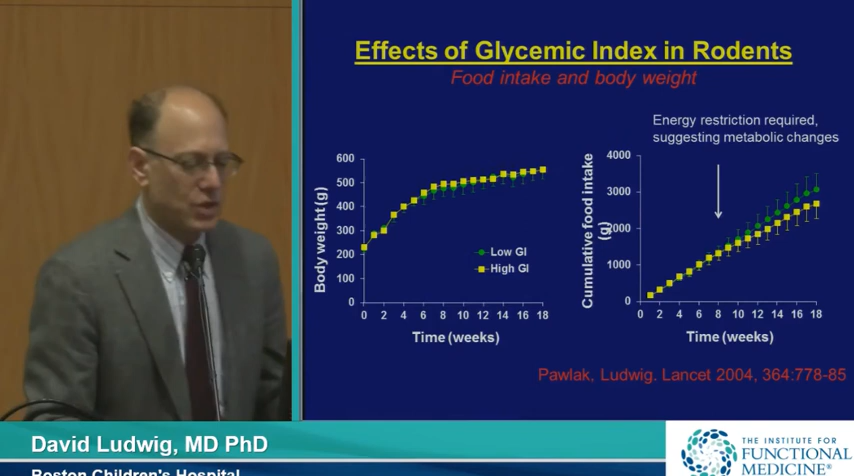 Effects of Glycemic Index in Rodents
Food intake and body weight
Energy restriction required,
suggesting metabolic changes
600
500
400
300
200
100
0
Body weight (g)
0 2 4 6 8 10 12 14 16 18
Time (weeks)
Low GI
High GI
4000
3000
2000
1000
0
Cumulative food intake
(g)
0 2 4 6 8 10 12 14 16 18
Time (weeks)
Pawlak, Ludwig. Lancet 2004, 364:778-85
David Ludwig, MD PhD
Boston Children's Hospital
THE INSTITUTE FOR
FUNCTIONAL
MEDICINE®